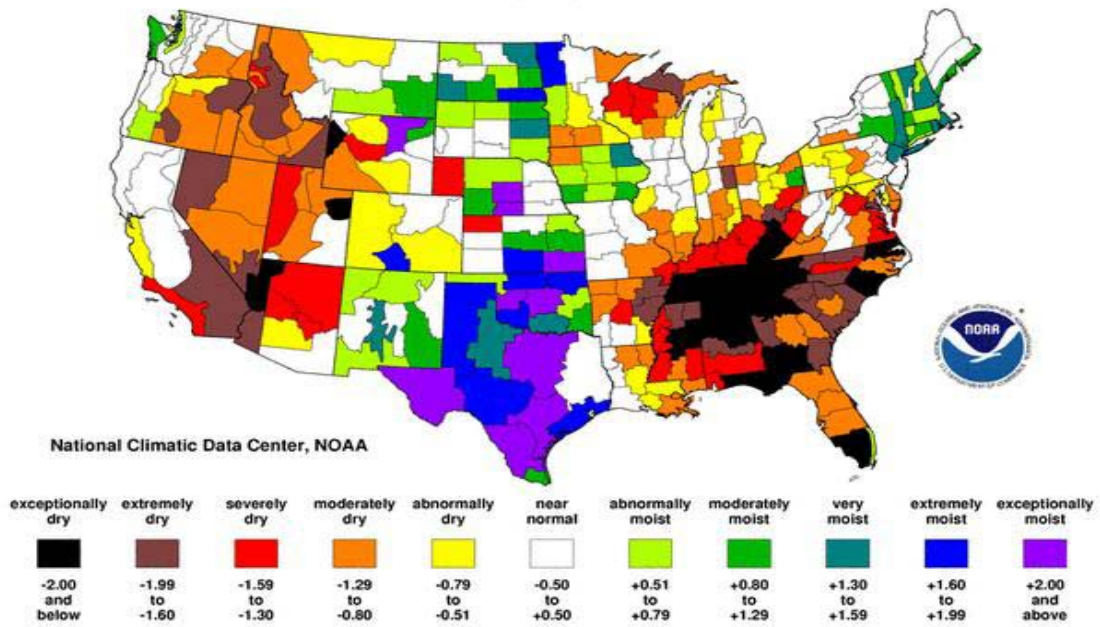 NOAA
National Climatic Data Center, NOAA
exceptionally dry
extremely dry
severely dry
moderately dry
abnormally dry
near normal
abnormally moist
moderately moist
very moist
extremely moist
exceptionally moist
-2.00 and below
-1.99 to -1.60
-1.59 to -1.30
-1.29 to -0.80
-0.79 to -0.51
-0.50 to +0.50
+0.51 to +0.79
+0.80 to +1.29
+1.30 to +1.59
+1.60 to +1.99
+2.00 and above